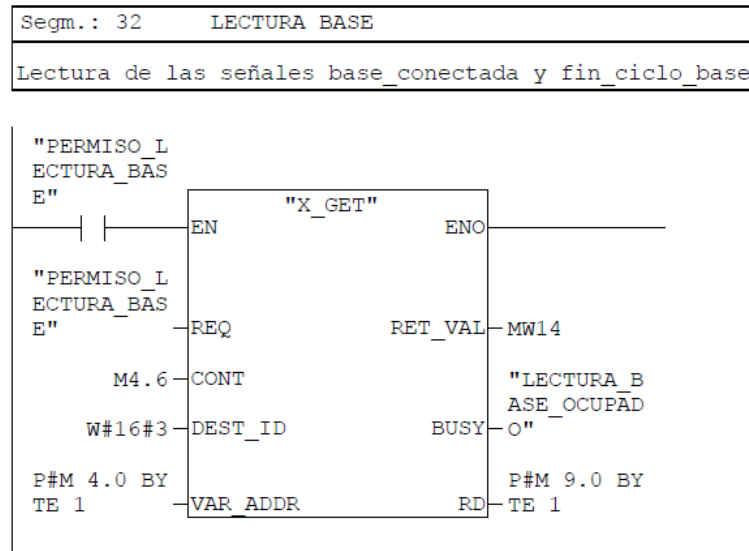 Segm.: 32 LECTURA BASE
Lectura de las señales base_conectada y fin_ciclo_base
"PERMISO_L
ECTURA_BAS
E"
"X_GET"
EN ENO
"PERMISO_L
ECTURA_BAS
E" REQ RET_VAL MW14
M4.6 CONT "LECTURA_B
ASE_OCUPAD
W#16#3 DEST_ID BUSY O"
P#M 4.0 BY P#M 9.0 BY
TE 1 VAR_ADDR RD TE 1